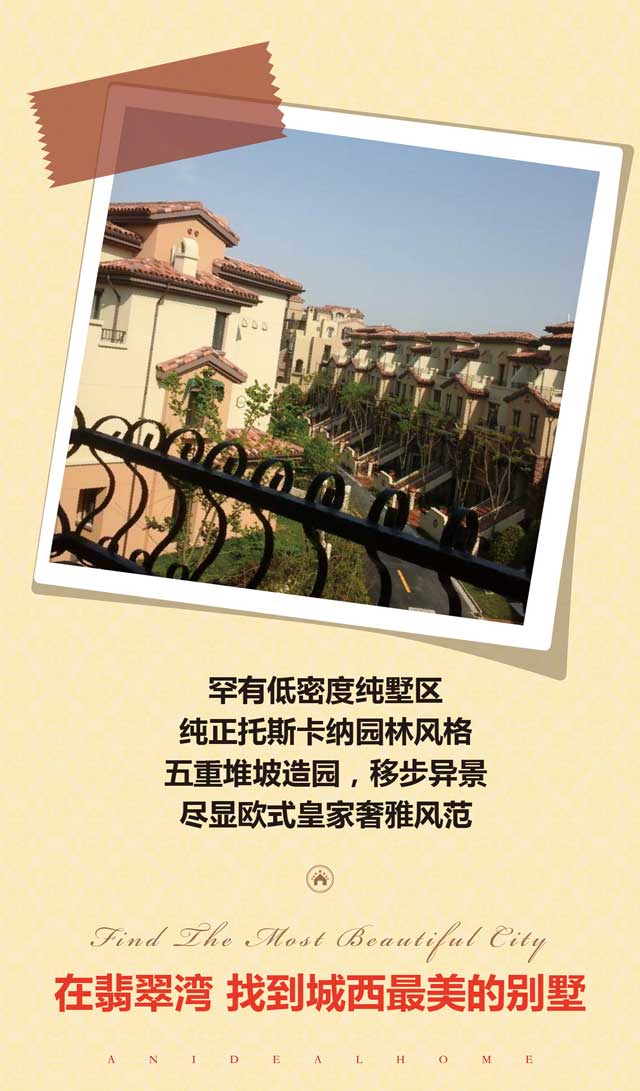 罕有低密度纯墅区
纯正托斯卡纳园林风格
五重堆坡造园，移步异景
尽显欧式皇家奢雅风范
Find The Most Beautiful City
在翡翠湾 找到城西最美的别墅
ANIDEALHOME